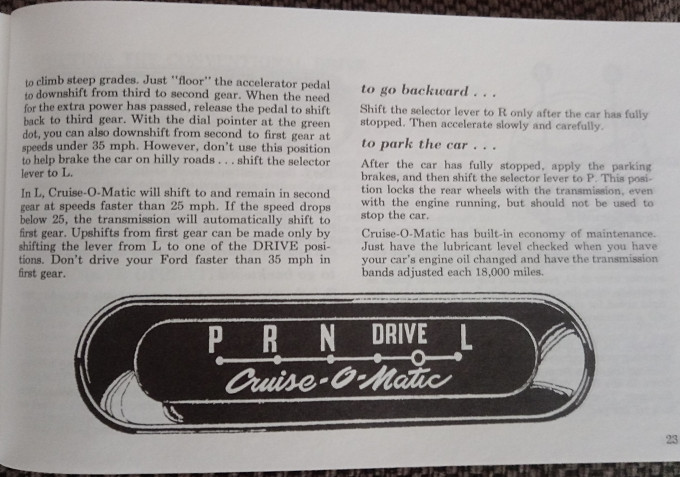 to climb steep grades. Just "floor" the accelerator pedal
to downshift from third to second gear. When the need
for the extra power has passed, release the pedal to shift
back to third gear. With the dial pointer at the green
dot, you can also downshift from second to first gear at
speeds under 35 mph. However, don't use this position
to help brake the car on hilly roads . . . shift the selector
lever to L.
In L, Cruise-O-Matic will shift to and remain in second
gear at speeds faster than 25 mph. If the speed drops
below 25, the transmission will automatically shift to
first gear. Upshifts from first gear can be made only by
shifting the lever from L to one of the DRIVE posi-
tions. Don't drive your Ford faster than 35 mph in
first gear.
to go backward . . .
Shift the selector lever to R only after the car has fully
stopped. Then accelerate slowly and carefully.
to park the car . . .
After the car has fully stopped, apply the parking
brakes, and then shift the selector lever to P. This posi-
tion locks the rear wheels with the transmission, even
with the engine running, but should not be used to
stop the car.
Cruise-O-Matic has built-in economy of maintenance.
Just have the lubricant level checked when you have
your car's engine oil changed and have the transmission
bands adjusted each 18,000 miles.
P R N DRIVE L
Cruise-O-Matic
23